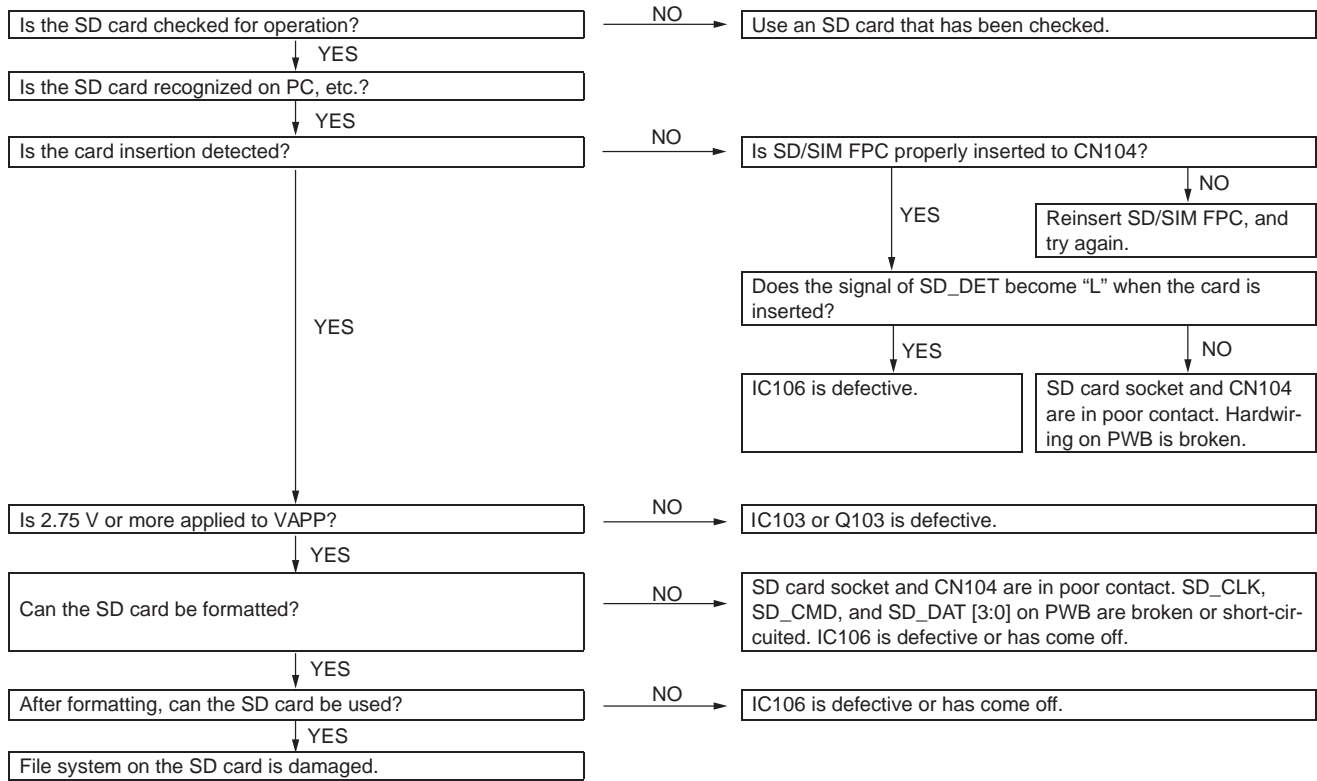 Is the SD card checked for operation?
NO
Use an SD card that has been checked.
YES
Is the SD card recognized on PC, etc.?
YES
Is the card insertion detected?
NO
Is SD/SIM FPC properly inserted to CN104?
NO
YES
Reinsert SD/SIM FPC, and
try again.
Does the signal of SD_DET become “L” when the card is
inserted?
YES
YES
NO
IC106 is defective.
SD card socket and CN104
are in poor contact. Hardwir-
ing on PWB is broken.
Is 2.75 V or more applied to VAPP?
NO
IC103 or Q103 is defective.
YES
Can the SD card be formatted?
NO
SD card socket and CN104 are in poor contact. SD_CLK,
SD_CMD, and SD_DAT [3:0] on PWB are broken or short-cir-
cuited. IC106 is defective or has come off.
YES
After formatting, can the SD card be used?
NO
IC106 is defective or has come off.
YES
File system on the SD card is damaged.